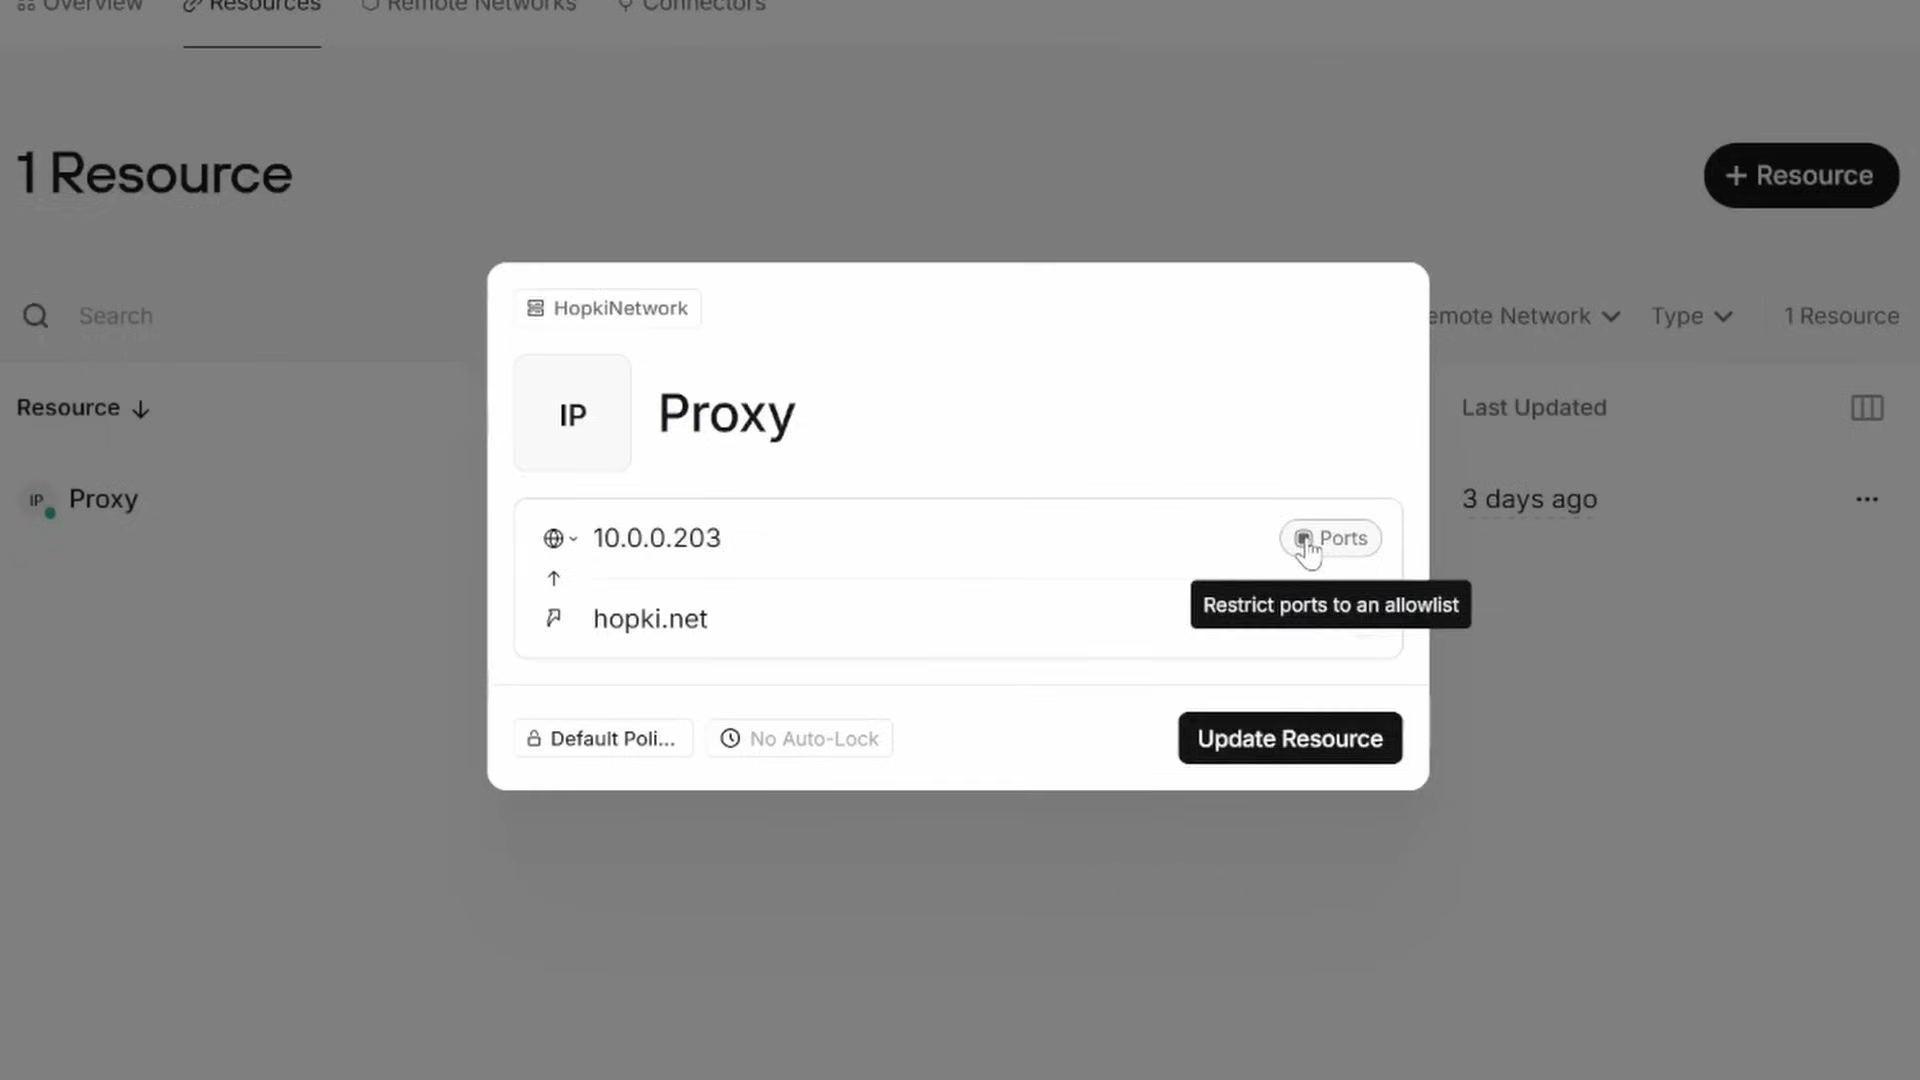 Overview Resources Remote Networks Connectors
1 Resource
+ Resource
Search
emote Network Type 1 Resource
Resource
Last Updated
IP Proxy
3 days ago
HopkiNetwork
IP Proxy
10.0.0.203
Ports
Restrict ports to an allowlist
hopki.net
Default Poli...
No Auto-Lock
Update Resource